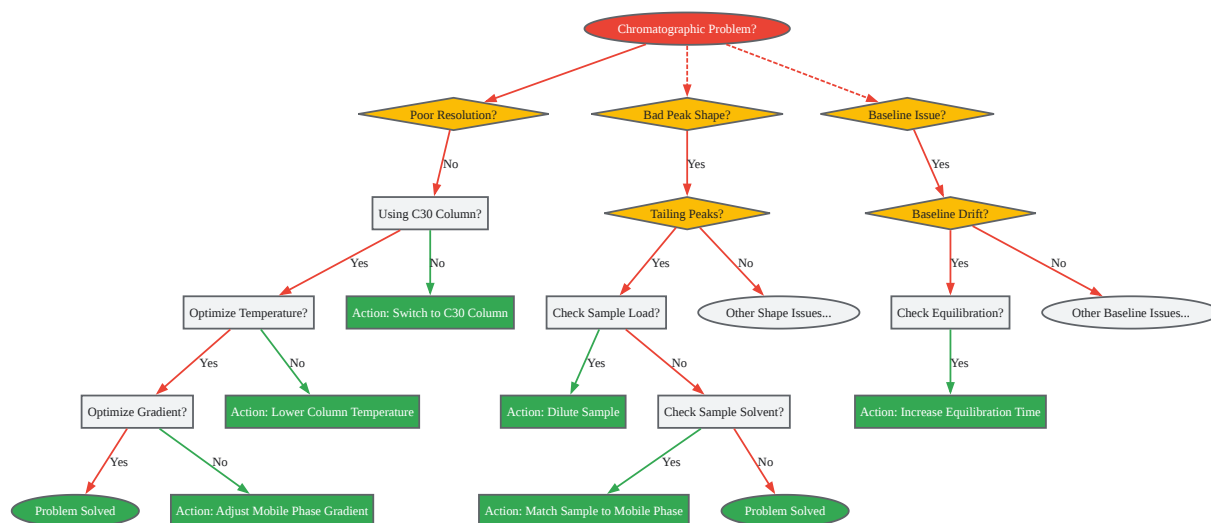 Chromatographic Problem?
Poor Resolution?
Bad Peak Shape?
Baseline Issue?
No
Yes
Yes
Using C30 Column?
Tailing Peaks?
Baseline Drift?
Yes
No
Yes
No
Yes
No
Optimize Temperature?
Action: Switch to C30 Column
Check Sample Load?
Other Shape Issues...
Check Equilibration?
Other Baseline Issues...
Yes
No
Yes
No
Yes
Optimize Gradient?
Action: Lower Column Temperature
Action: Dilute Sample
Check Sample Solvent?
Action: Increase Equilibration Time
Yes
No
Yes
No
Problem Solved
Action: Adjust Mobile Phase Gradient
Action: Match Sample to Mobile Phase
Problem Solved